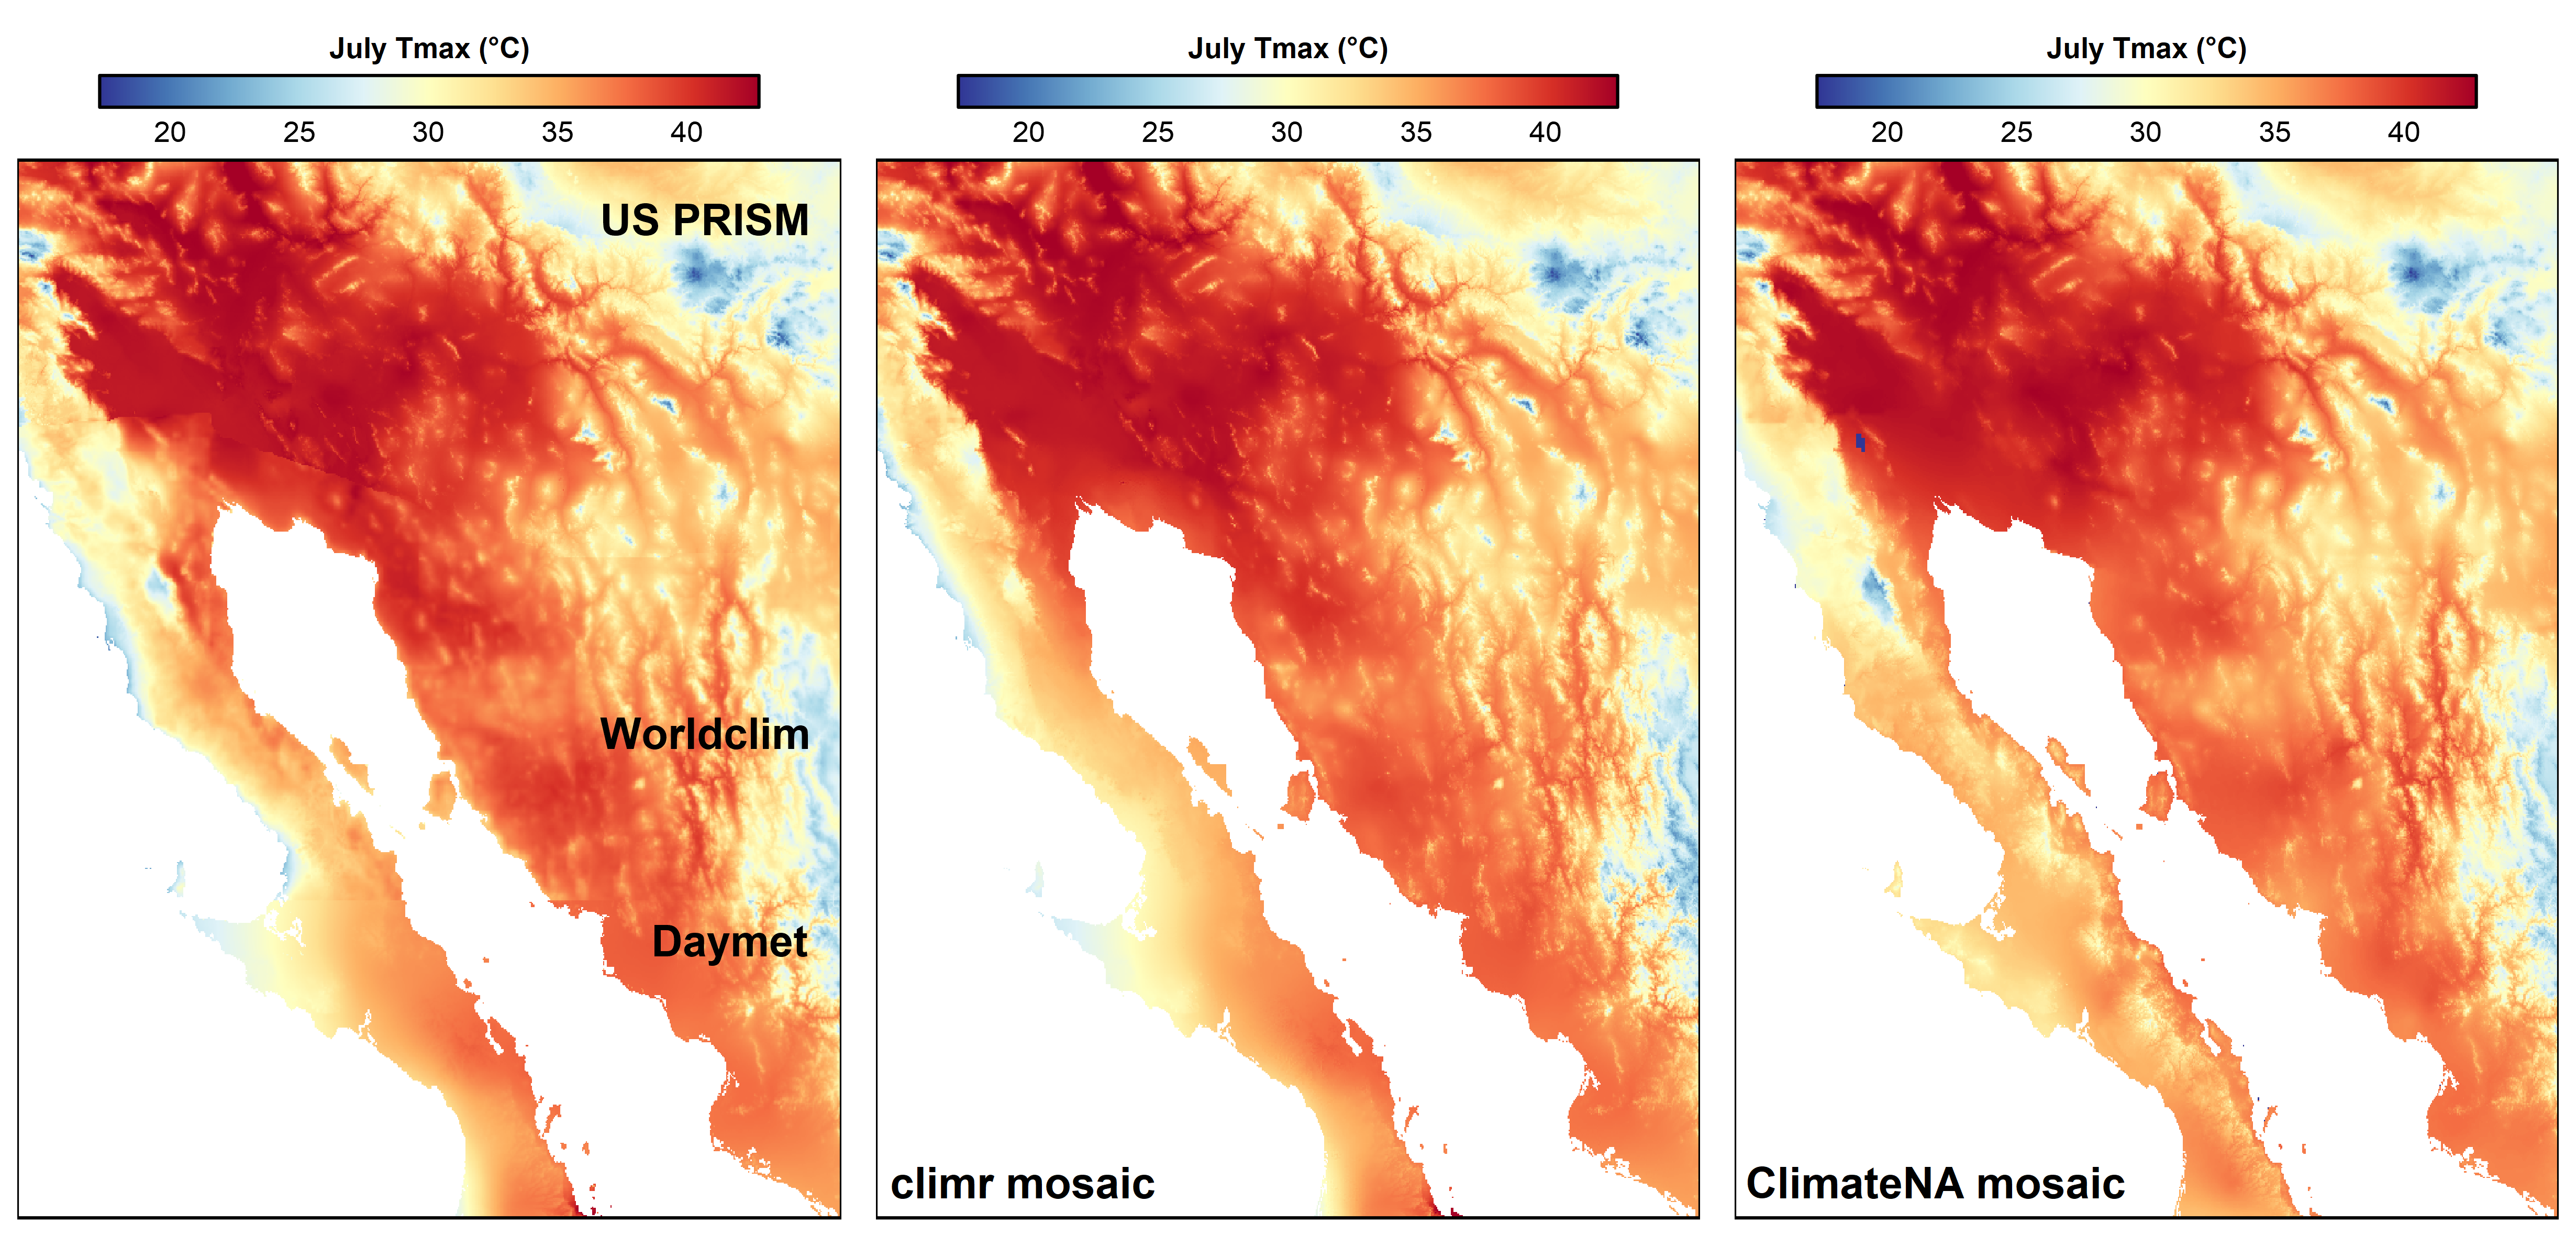 July Tmax (°C)
20 25 30 35 40
US PRISM
Worldclim
Daymet
July Tmax (°C)
20 25 30 35 40
climr mosaic
July Tmax (°C)
20 25 30 35 40
ClimateNA mosaic